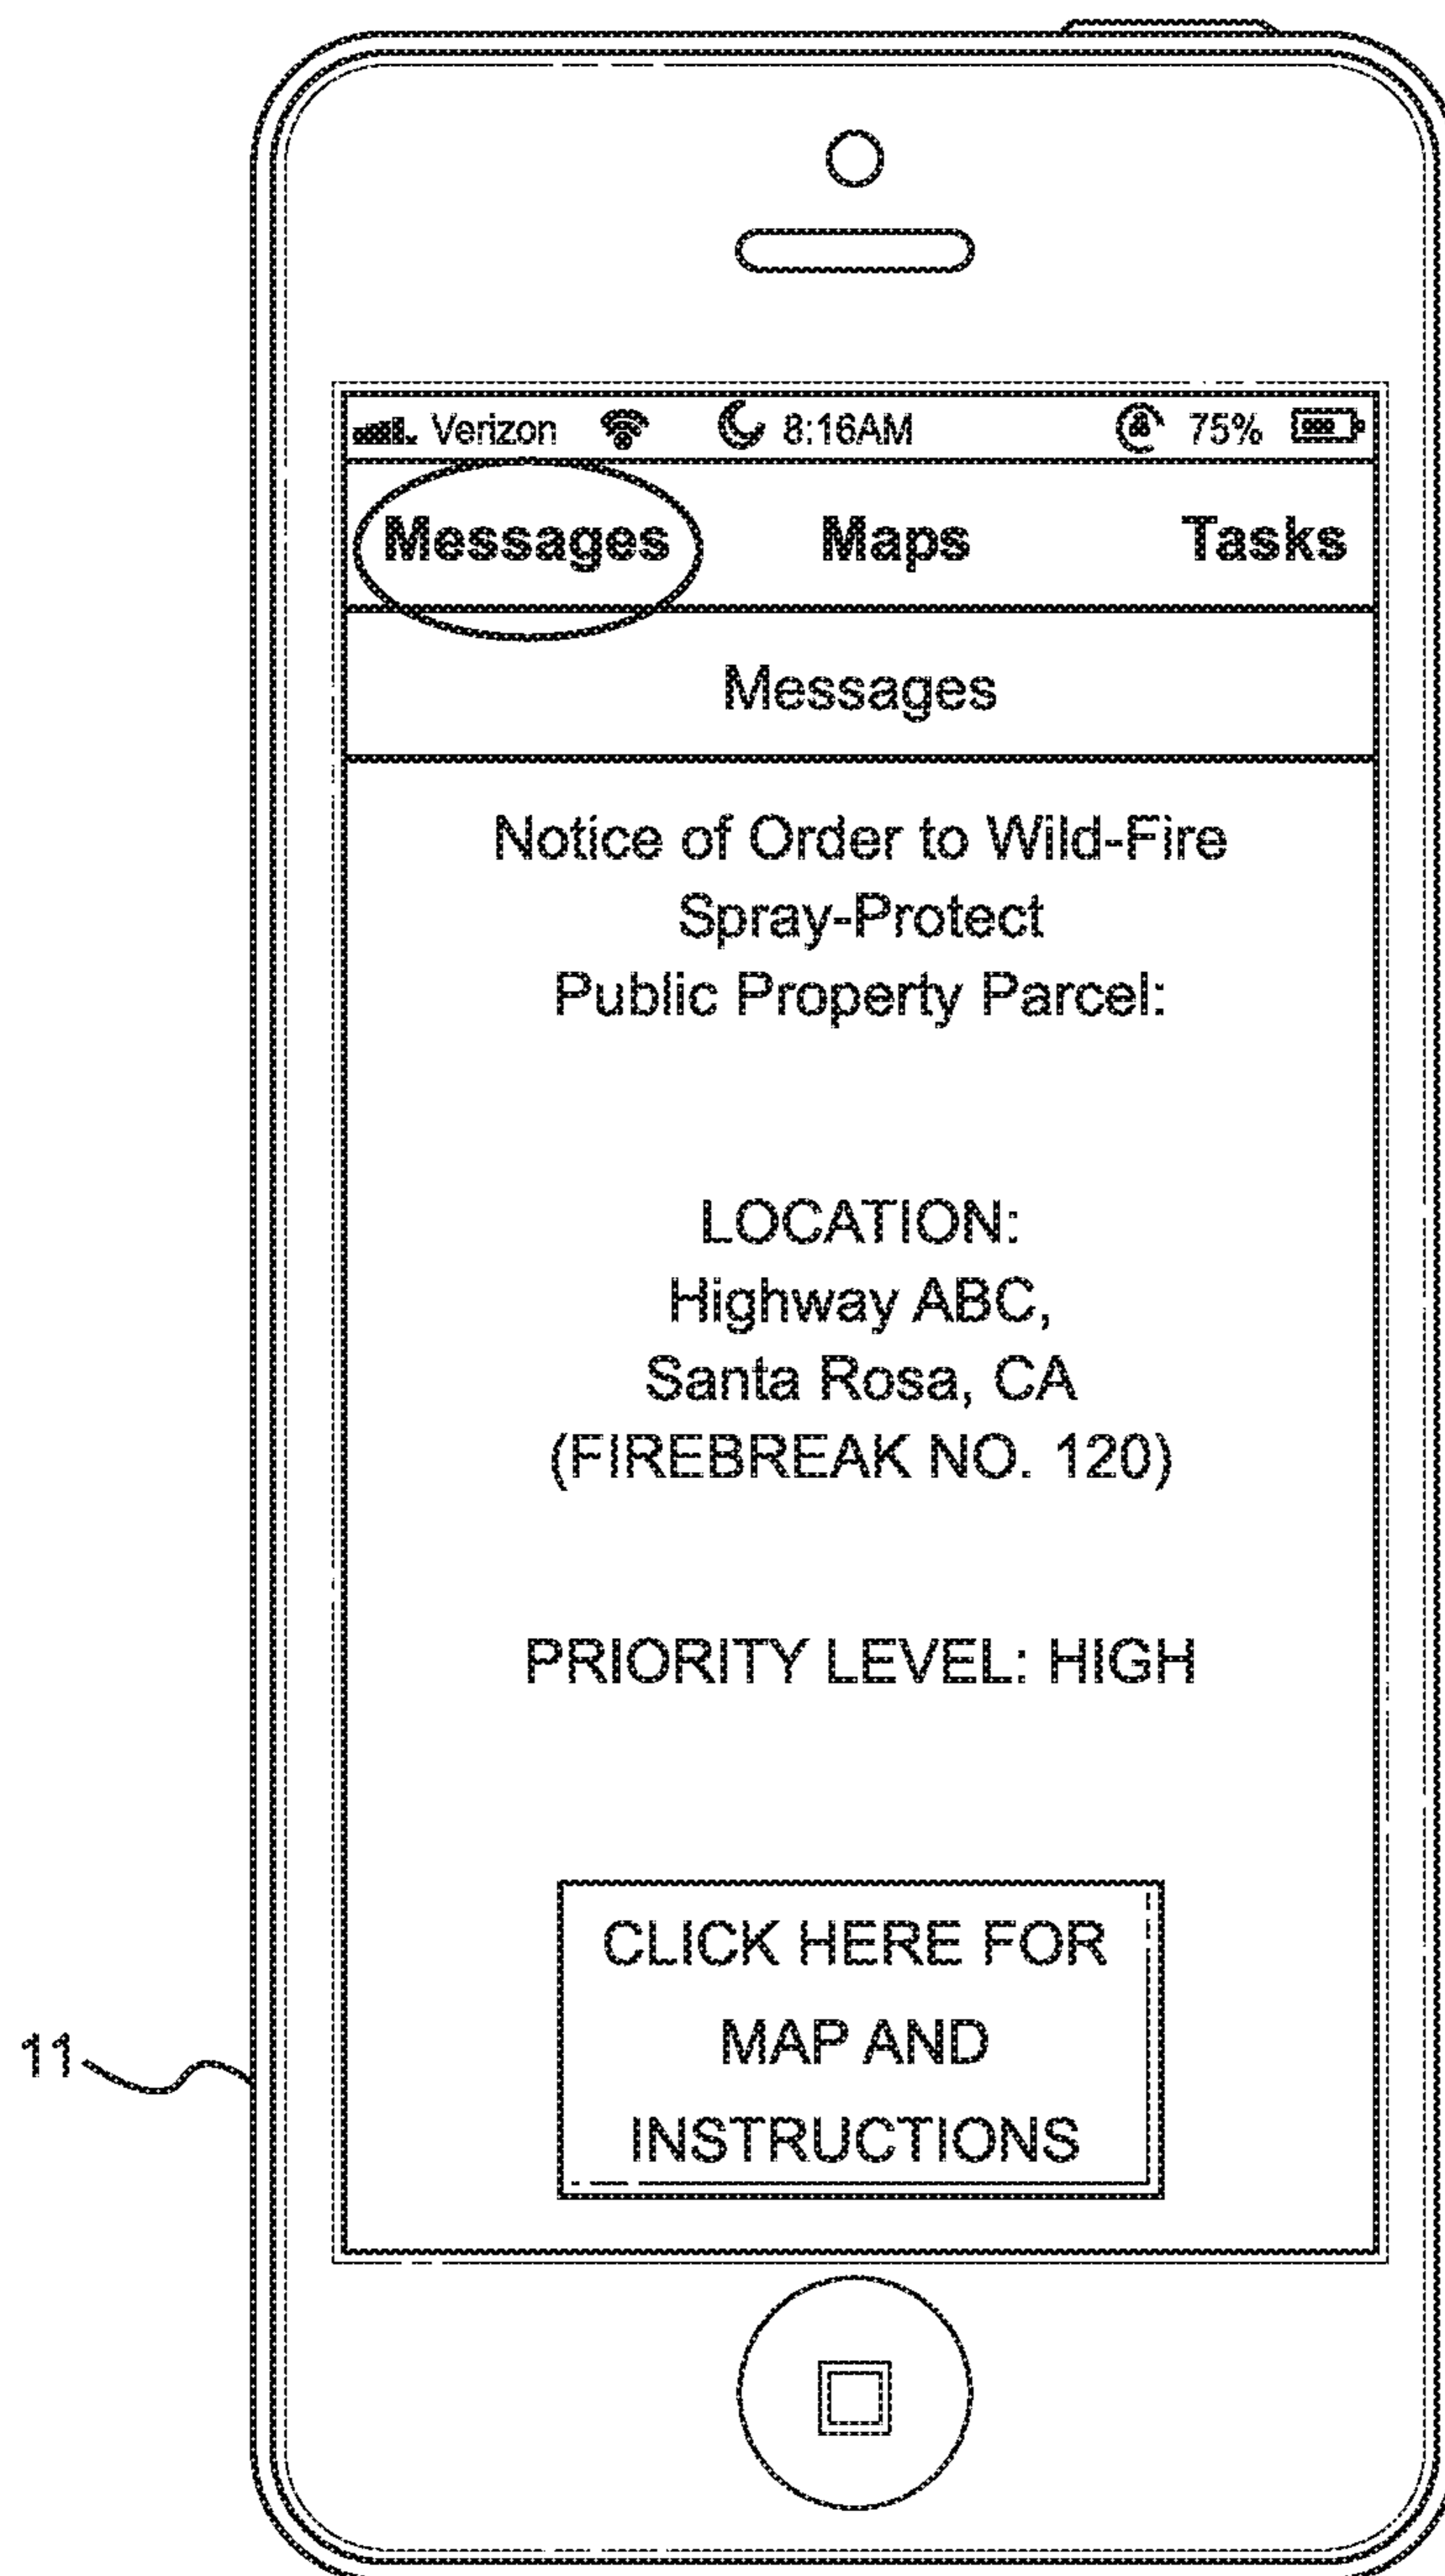 Verizon 8:16AM 75%
Messages Maps Tasks
Messages
Notice of Order to Wild-Fire
Spray-Protect
Public Property Parcel:
LOCATION:
Highway ABC,
Santa Rosa, CA
(FIREBREAK NO. 120)
PRIORITY LEVEL: HIGH
CLICK HERE FOR
MAP AND
INSTRUCTIONS
11